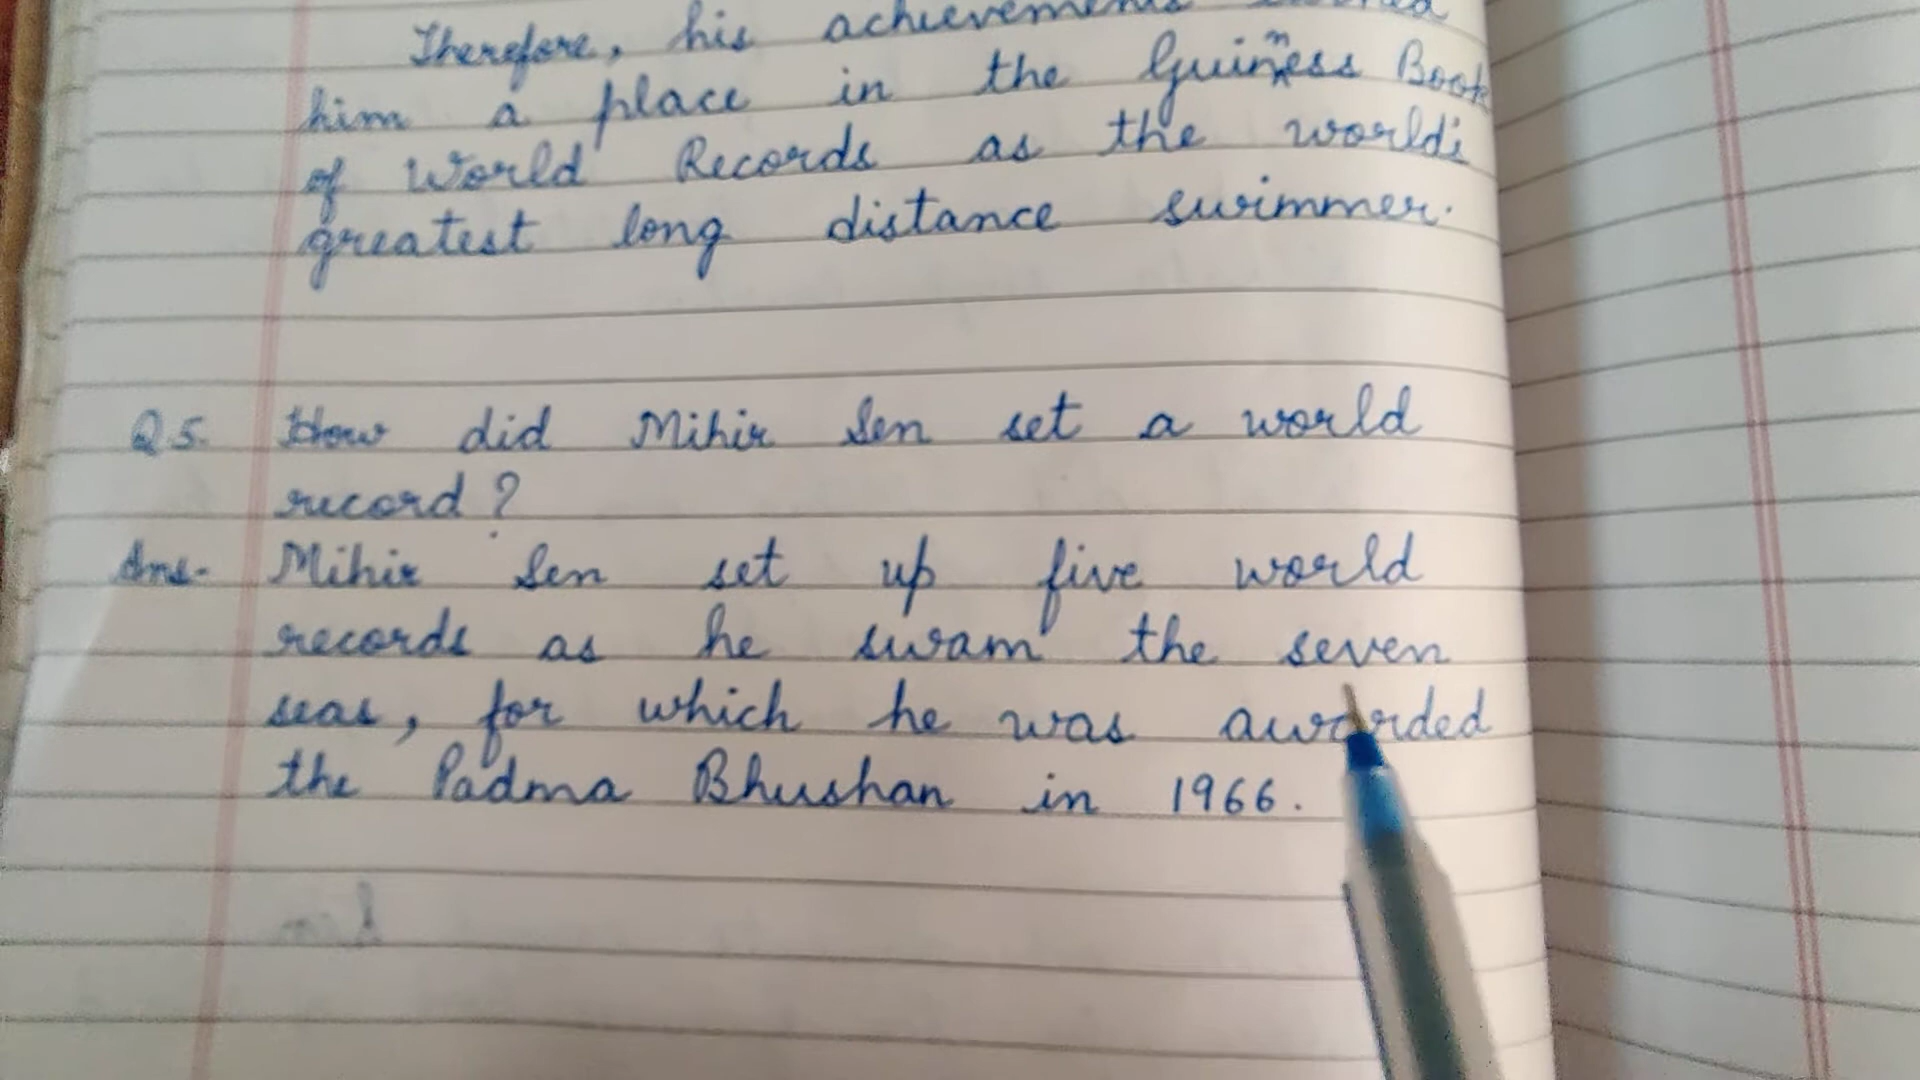 Therefore, his achievements earned
him a place in the Guinness Book
of World Records as the world's
greatest long distance swimmer.
Q5. How did Mihir Sen set a world
record?
Ans- Mihir Sen set up five world
records as he swam the seven
seas, for which he was awarded
the Padma Bhushan in 1966.